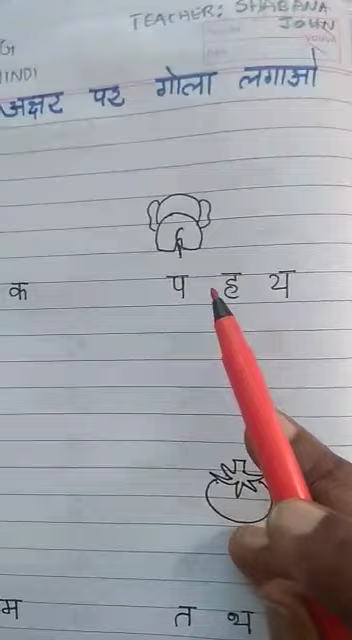 TEACHER: SHABANA
JOHN
G
HINDI
अक्षर पर गोला लगाओ
क प ह य
म त थ